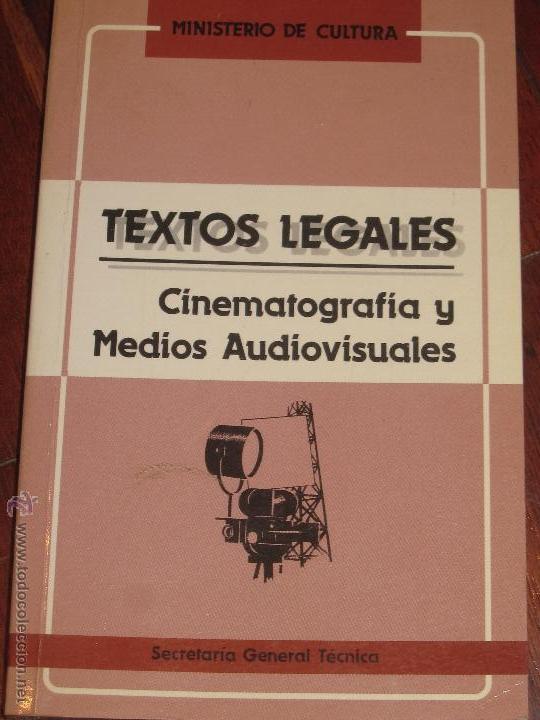 MINISTERIO DE CULTURA
TEXTOS LEGALES
Cinematografía y
Medios Audiovisuales
Secretaría General Técnica
www.todocoleccion.net